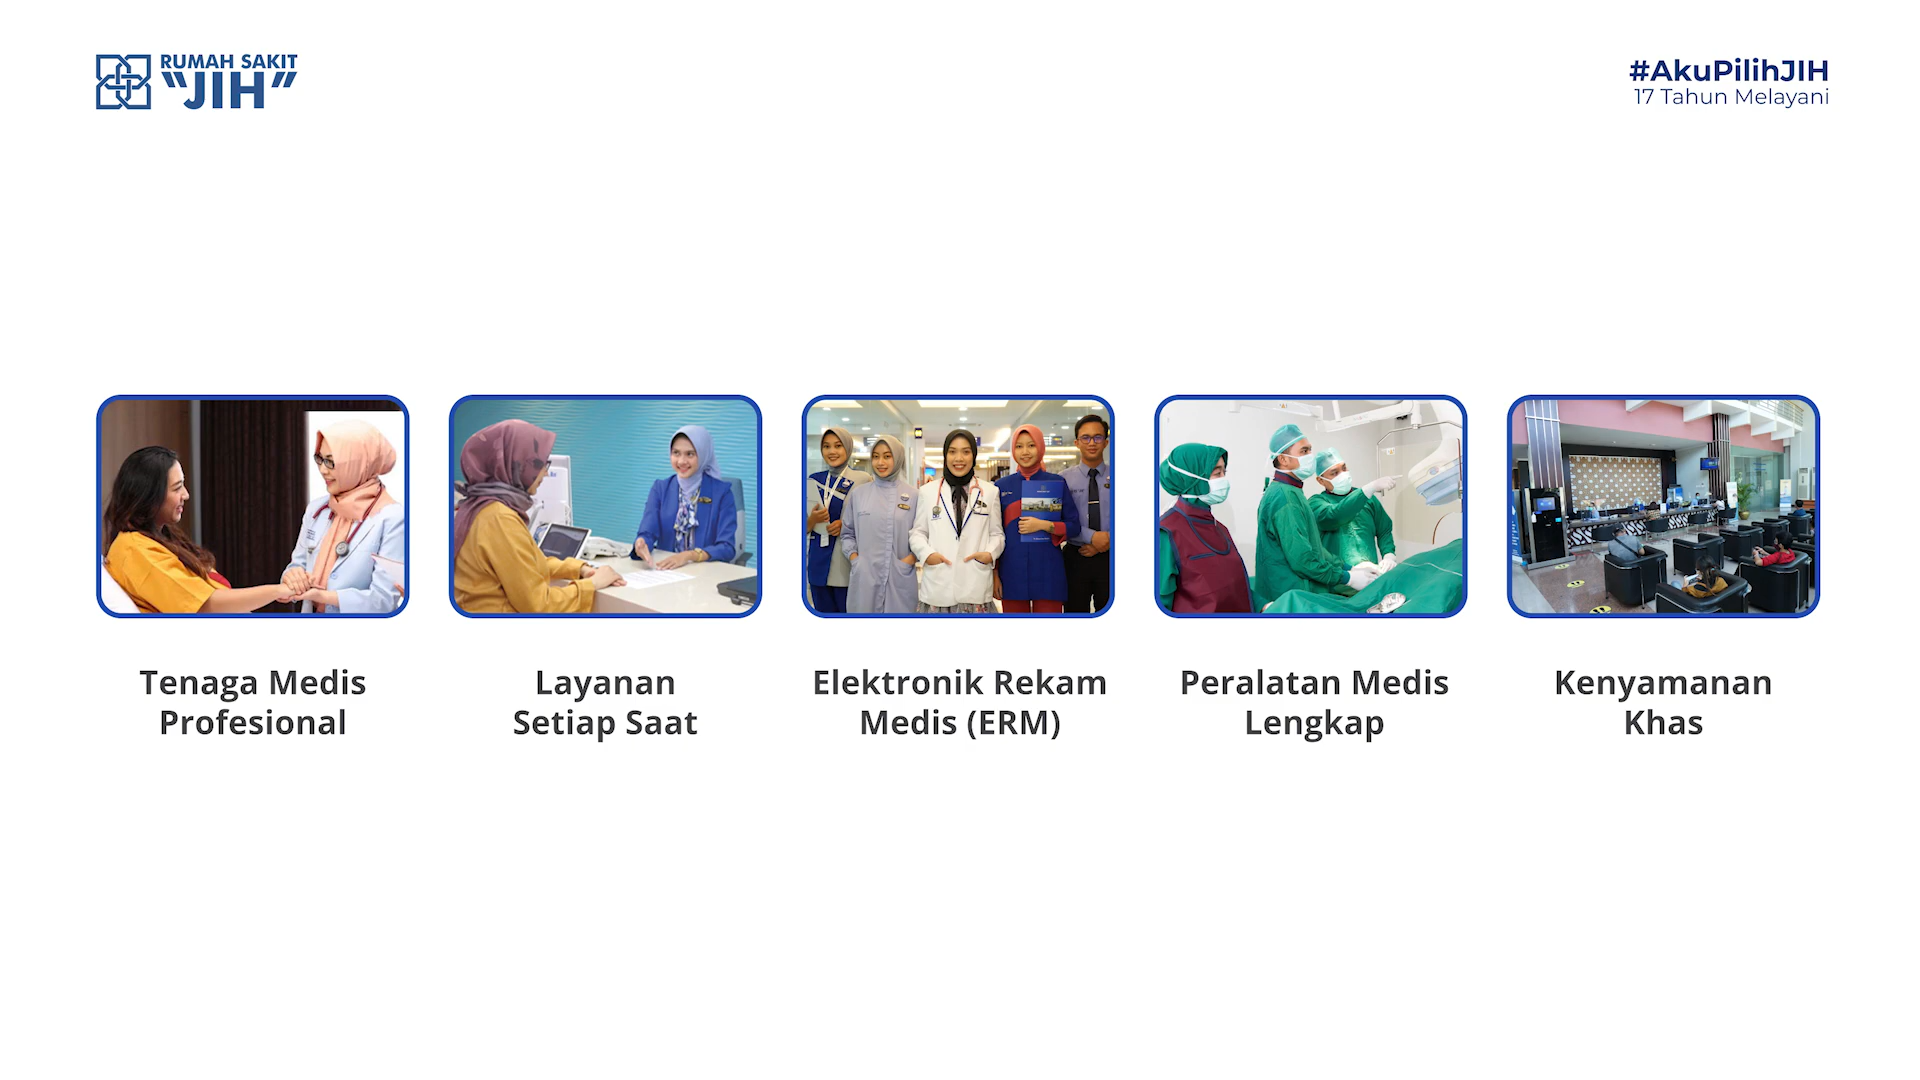 RUMAH SAKIT
"JIH"
#AkuPilihJIH
17 Tahun Melayani
Tenaga Medis
Profesional
Layanan
Setiap Saat
Elektronik Rekam
Medis (ERM)
Peralatan Medis
Lengkap
Kenyamanan
Khas